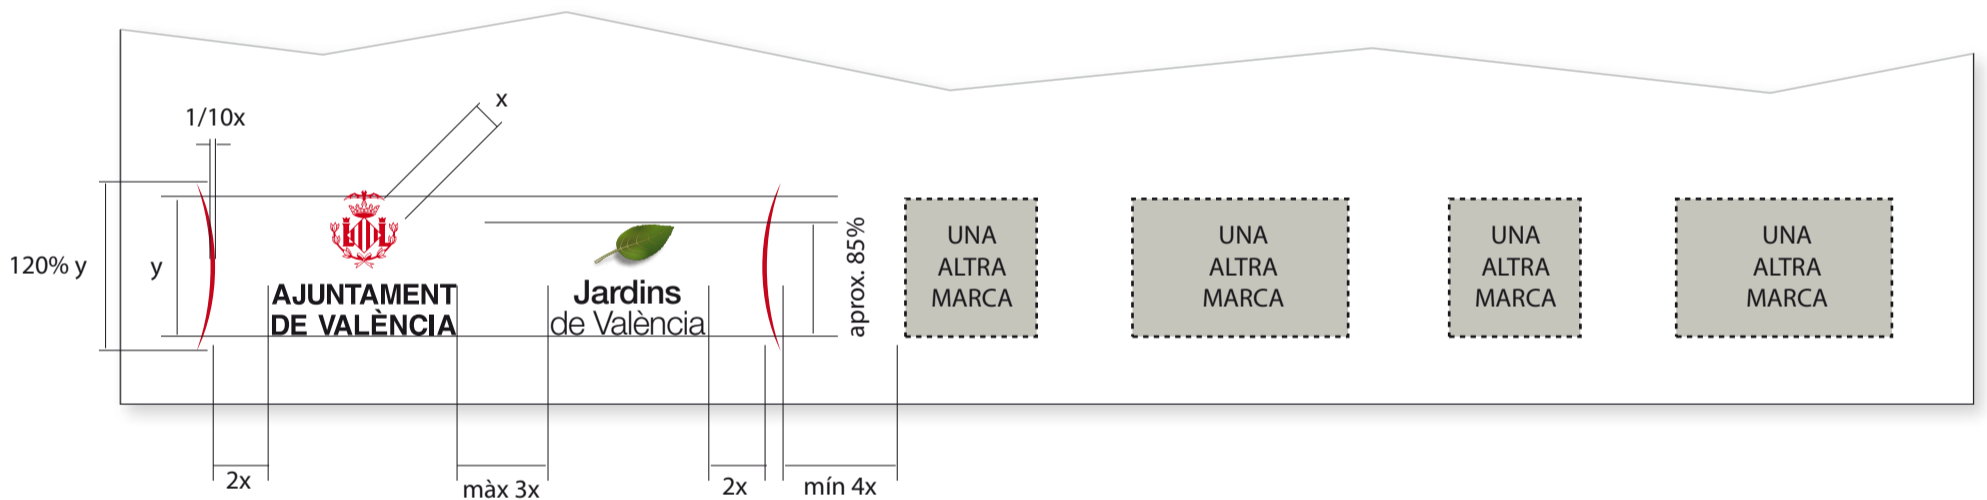 x
1/10x
120% y
y
AJUNTAMENT
DE VALÈNCIA
Jardins
de València
aprox. 85%
UNA
ALTRA
MARCA
UNA
ALTRA
MARCA
UNA
ALTRA
MARCA
UNA
ALTRA
MARCA
2x
màx 3x
2x
mín 4x